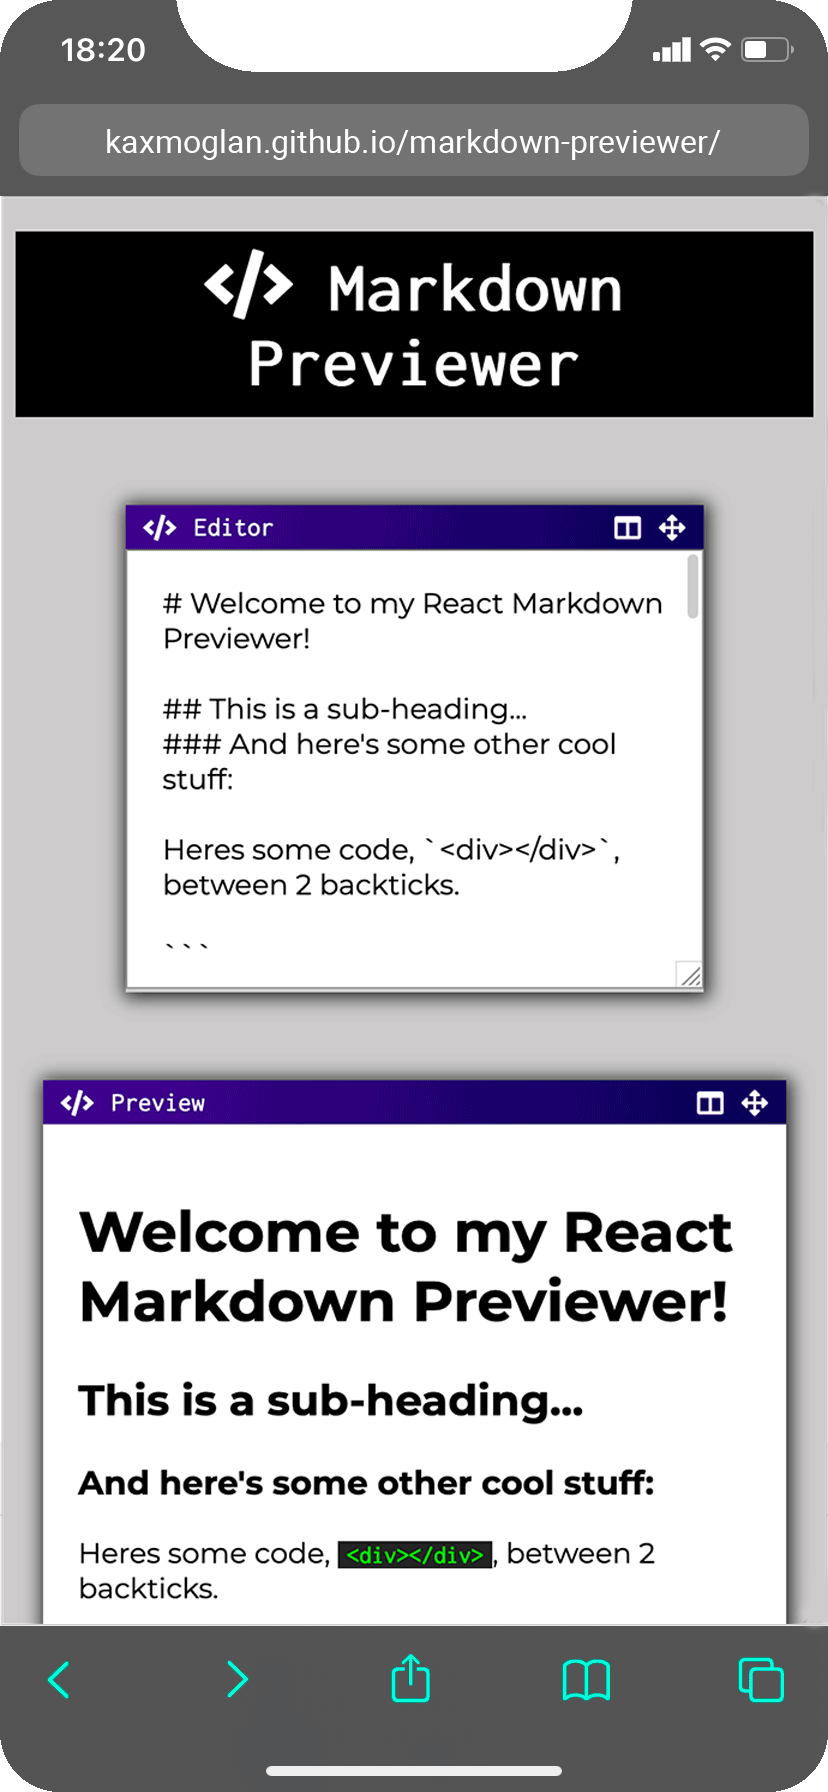 18:20
kaxmoglan.github.io/markdown-previewer/
</> Markdown
Previewer
</> Editor
# Welcome to my React Markdown
Previewer!
## This is a sub-heading...
### And here's some other cool
stuff:
Heres some code, `<div></div>`,
between 2 backticks.
```
</> Preview
Welcome to my React
Markdown Previewer!
This is a sub-heading...
And here's some other cool stuff:
Heres some code, <div></div>, between 2
backticks.